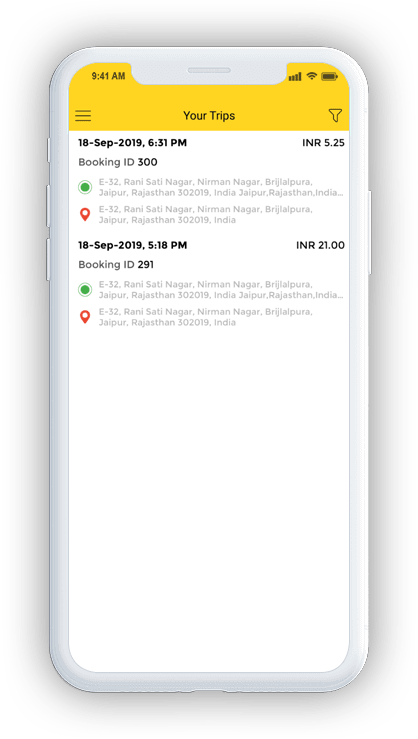 9:41 AM
Your Trips
18-Sep-2019, 6:31 PM INR 5.25
Booking ID 300
E-32, Rani Sati Nagar, Nirman Nagar, Brijlalpura,
Jaipur, Rajasthan 302019, India Jaipur,Rajasthan,India...
E-32, Rani Sati Nagar, Nirman Nagar, Brijlalpura,
Jaipur, Rajasthan 302019, India
18-Sep-2019, 5:18 PM INR 21.00
Booking ID 291
E-32, Rani Sati Nagar, Nirman Nagar, Brijlalpura,
Jaipur, Rajasthan 302019, India Jaipur,Rajasthan,India...
E-32, Rani Sati Nagar, Nirman Nagar, Brijlalpura,
Jaipur, Rajasthan 302019, India